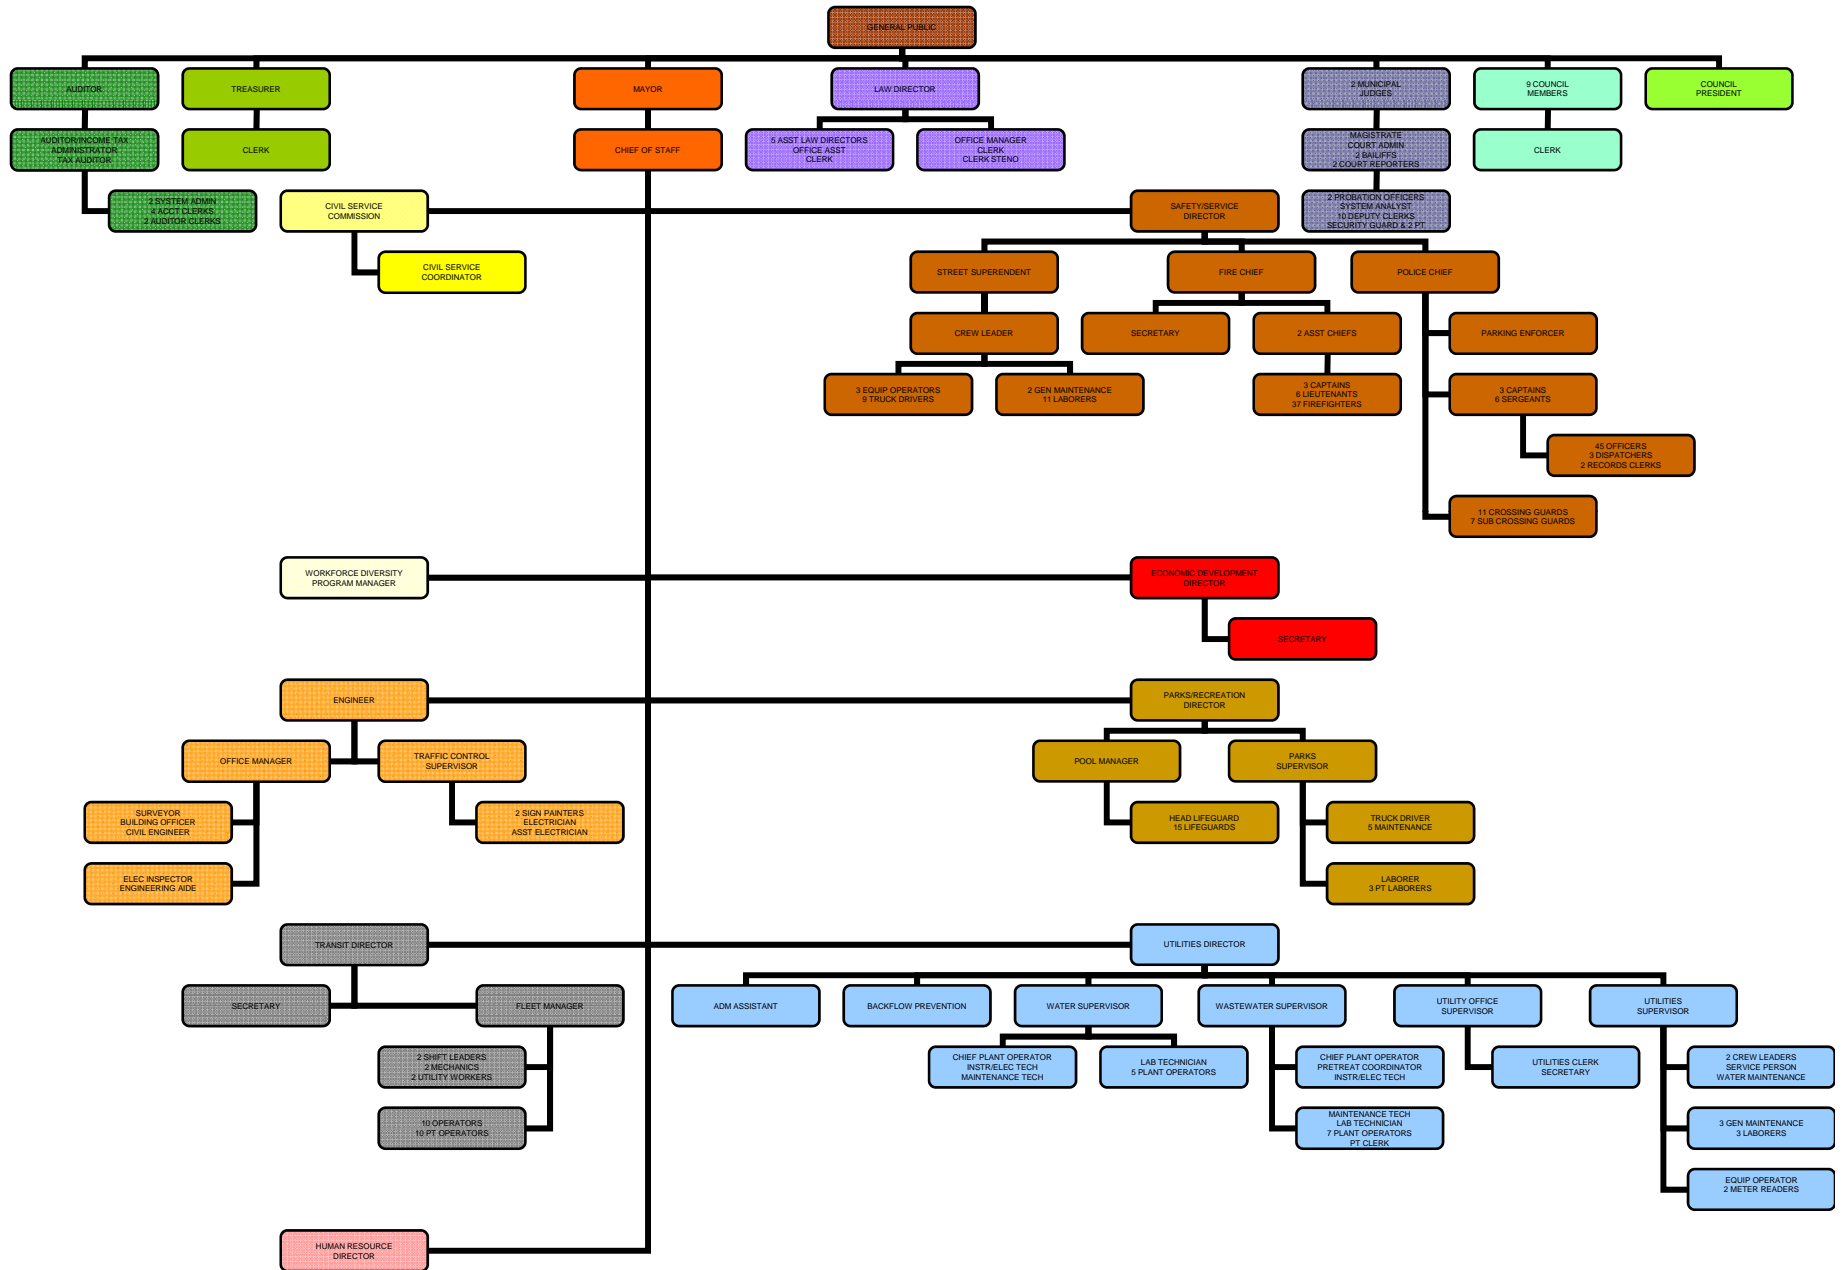 GENERAL PUBLIC
AUDITOR
TREASURER
MAYOR
LAW DIRECTOR
2 MUNICIPAL
JUDGES
9 COUNCIL
MEMBERS
COUNCIL
PRESIDENT
AUDITOR/INCOME TAX
ADMINISTRATOR
TAX AUDITOR
CLERK
CHIEF OF STAFF
5 ASST LAW DIRECTORS
OFFICE ASST
CLERK
OFFICE MANAGER
CLERK
CLERK STENO
MAGISTRATE
COURT ADMIN
2 BAILIFFS
2 COURT REPORTERS
CLERK
2 SYSTEM ADMIN
4 ACCT CLERKS
2 AUDITOR CLERKS
CIVIL SERVICE
COMMISSION
SAFETY/SERVICE
DIRECTOR
2 PROBATION OFFICERS
SYSTEM ANALYST
10 DEPUTY CLERKS
SECURITY GUARD & 2 PT
CIVIL SERVICE
COORDINATOR
STREET SUPERENDENT
FIRE CHIEF
POLICE CHIEF
CREW LEADER
SECRETARY
2 ASST CHIEFS
PARKING ENFORCER
3 EQUIP OPERATORS
9 TRUCK DRIVERS
2 GEN MAINTENANCE
11 LABORERS
3 CAPTAINS
6 LIEUTENANTS
37 FIREFIGHTERS
3 CAPTAINS
6 SERGEANTS
45 OFFICERS
3 DISPATCHERS
2 RECORDS CLERKS
11 CROSSING GUARDS
7 SUB CROSSING GUARDS
WORKFORCE DIVERSITY
PROGRAM MANAGER
ECONOMIC DEVELOPMENT
DIRECTOR
SECRETARY
ENGINEER
PARKS/RECREATION
DIRECTOR
OFFICE MANAGER
TRAFFIC CONTROL
SUPERVISOR
POOL MANAGER
PARKS
SUPERVISOR
SURVEYOR
BUILDING OFFICER
CIVIL ENGINEER
2 SIGN PAINTERS
ELECTRICIAN
ASST ELECTRICIAN
HEAD LIFEGUARD
15 LIFEGUARDS
TRUCK DRIVER
5 MAINTENANCE
ELEC INSPECTOR
ENGINEERING AIDE
LABORER
3 PT LABORERS
TRANSIT DIRECTOR
UTILITIES DIRECTOR
SECRETARY
FLEET MANAGER
ADM ASSISTANT
BACKFLOW PREVENTION
WATER SUPERVISOR
WASTEWATER SUPERVISOR
UTILITY OFFICE
SUPERVISOR
UTILITIES
SUPERVISOR
2 SHIFT LEADERS
2 MECHANICS
2 UTILITY WORKERS
CHIEF PLANT OPERATOR
INSTR/ELEC TECH
MAINTENANCE TECH
LAB TECHNICIAN
5 PLANT OPERATORS
CHIEF PLANT OPERATOR
PRETREAT COORDINATOR
INSTR/ELEC TECH
UTILITIES CLERK
SECRETARY
2 CREW LEADERS
SERVICE PERSON
WATER MAINTENANCE
10 OPERATORS
10 PT OPERATORS
MAINTENANCE TECH
LAB TECHNICIAN
7 PLANT OPERATORS
PT CLERK
3 GEN MAINTENANCE
3 LABORERS
EQUIP OPERATOR
2 METER READERS
HUMAN RESOURCE
DIRECTOR